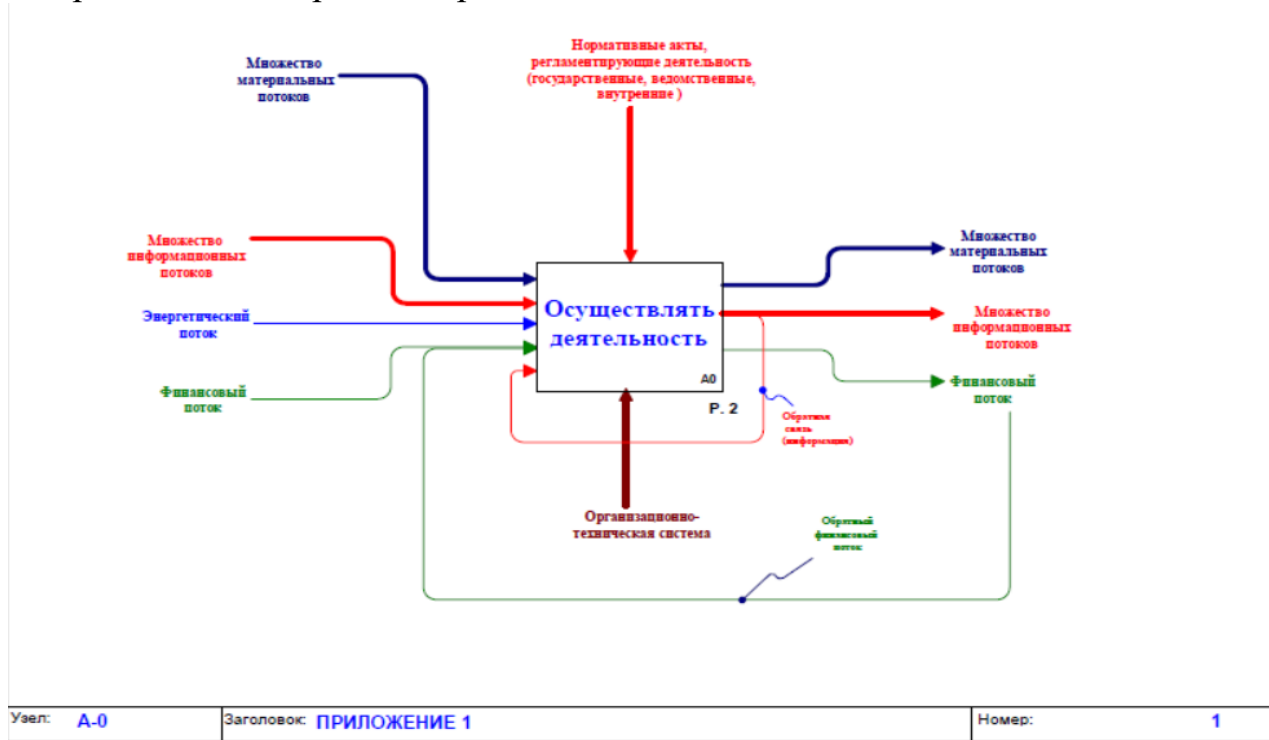 Множество
материальных
потоков
Нормативные акты,
регламентирующие деятельность
(государственные, ведомственные,
внутренние )
Множество
информационных
потоков
Энергетический
поток
Финансовый
поток
Осуществлять
деятельность
A0
P. 2
Множество
материальных
потоков
Множество
информационных
потоков
Финансовый
поток
Обратная
связь
(информация)
Организационно-
техническая система
Обратный
финансовый
поток
Узел: A-0
Заголовок: ПРИЛОЖЕНИЕ 1
Номер: 1